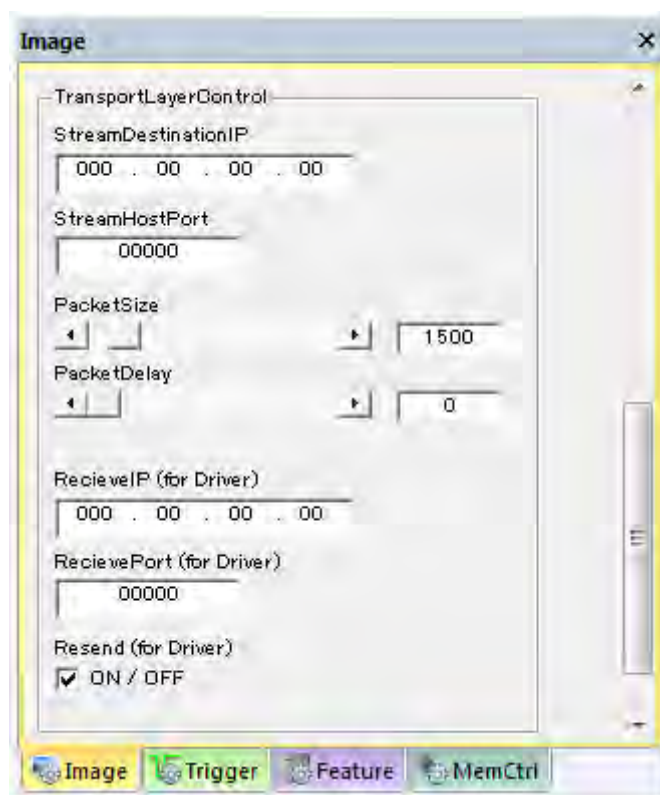 Image
TransportLayerControl
StreamDestinationIP
000 . 00 . 00 . 00
StreamHostPort
00000
PacketSize
1500
PacketDelay
0
RecieveIP (for Driver)
000 . 00 . 00 . 00
RecievePort (for Driver)
00000
Resend (for Driver)
ON / OFF
Image Trigger Feature MemCtrl